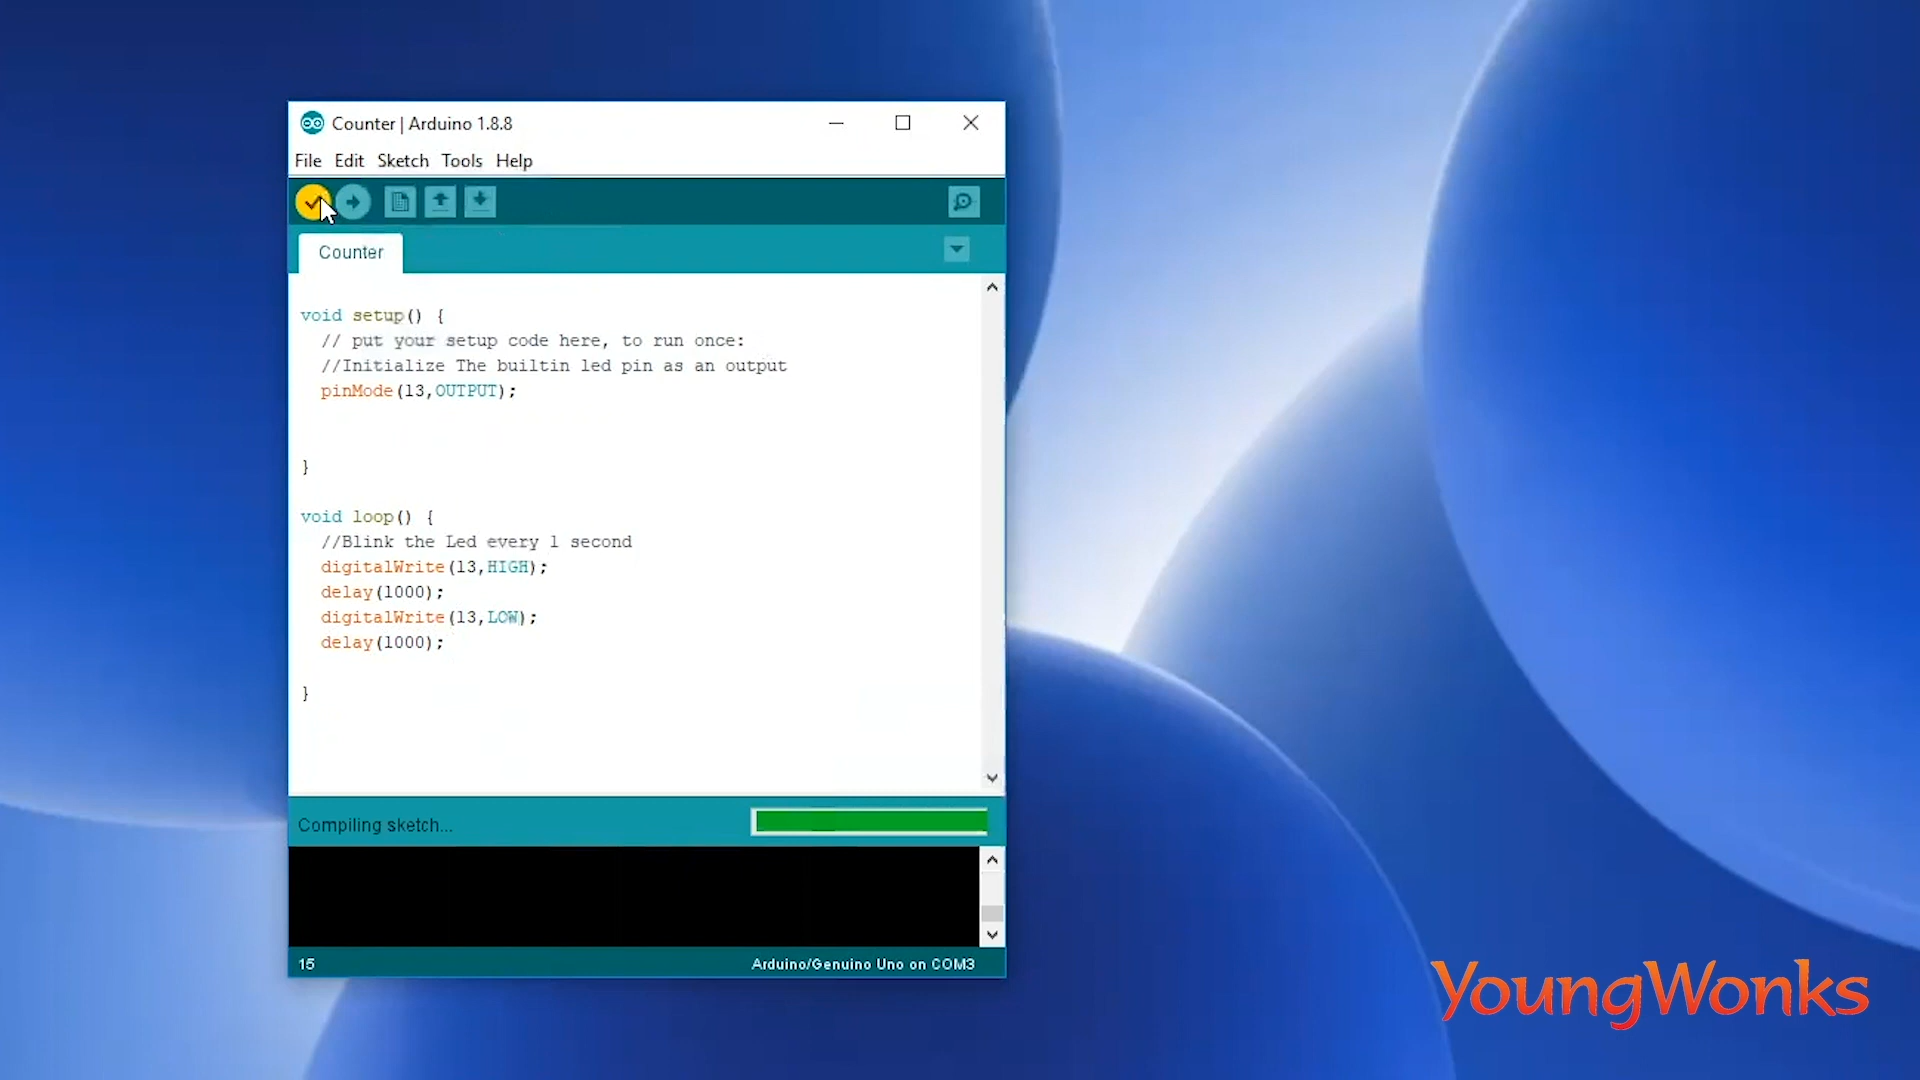 Counter | Arduino 1.8.8
File Edit Sketch Tools Help
Counter
void setup() {
  // put your setup code here, to run once:
  //Initialize The builtin led pin as an output
  pinMode(13,OUTPUT);
}
void loop() {
  //Blink the Led every 1 second
  digitalWrite(13,HIGH);
  delay(1000);
  digitalWrite(13,LOW);
  delay(1000);
}
Compiling sketch...
15 Arduino/Genuino Uno on COM3
YoungWonks